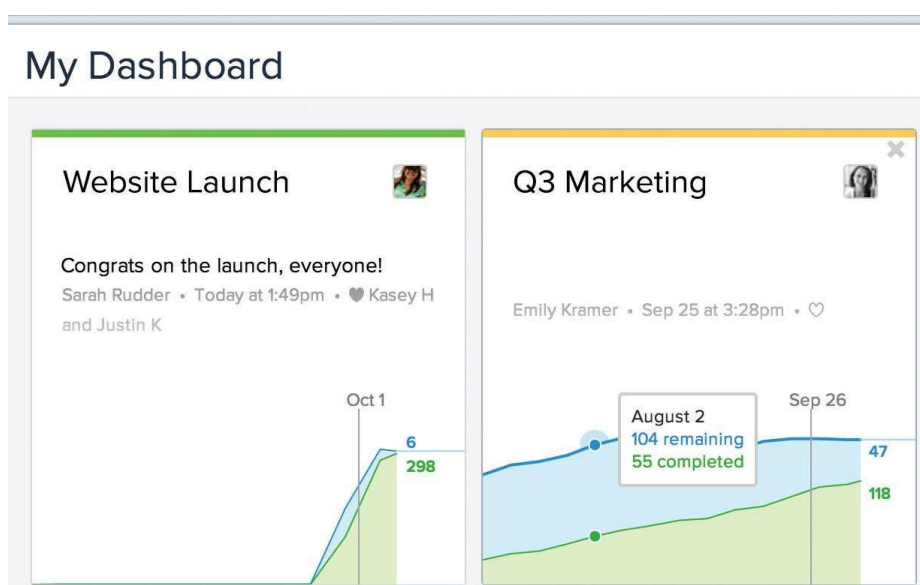 My Dashboard
Website Launch
Congrats on the launch, everyone!
Sarah Rudder • Today at 1:49pm • ♥ Kasey H
and Justin K
Oct 1
6
298
Q3 Marketing
Emily Kramer • Sep 25 at 3:28pm • ♡
August 2
104 remaining
55 completed
Sep 26
47
118